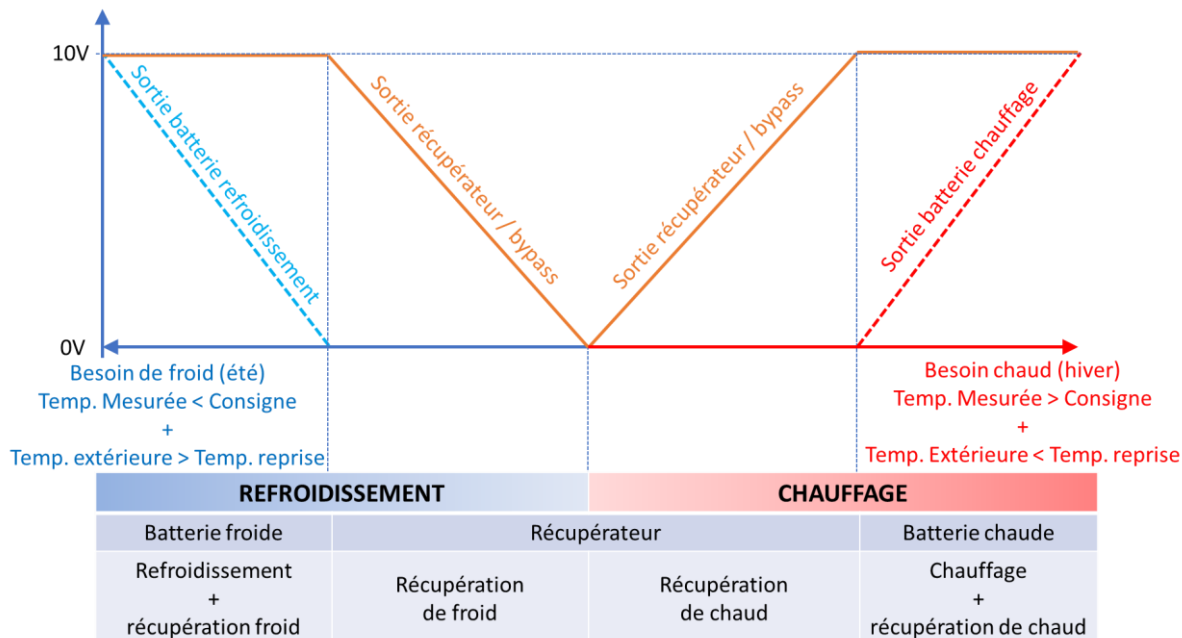 10V
Sortie batterie refroidissement
Sortie récupérateur / bypass
Sortie récupérateur / bypass
Sortie batterie chauffage
0V
Besoin de froid (été)
Temp. Mesurée < Consigne
+
Temp. extérieure > Temp. reprise
Besoin chaud (hiver)
Temp. Mesurée > Consigne
+
Temp. Extérieure < Temp. reprise
REFROIDISSEMENT
CHAUFFAGE
Batterie froide
Récupérateur
Batterie chaude
Refroidissement
+
récupération froid
Récupération
de froid
Récupération
de chaud
Chauffage
+
récupération de chaud